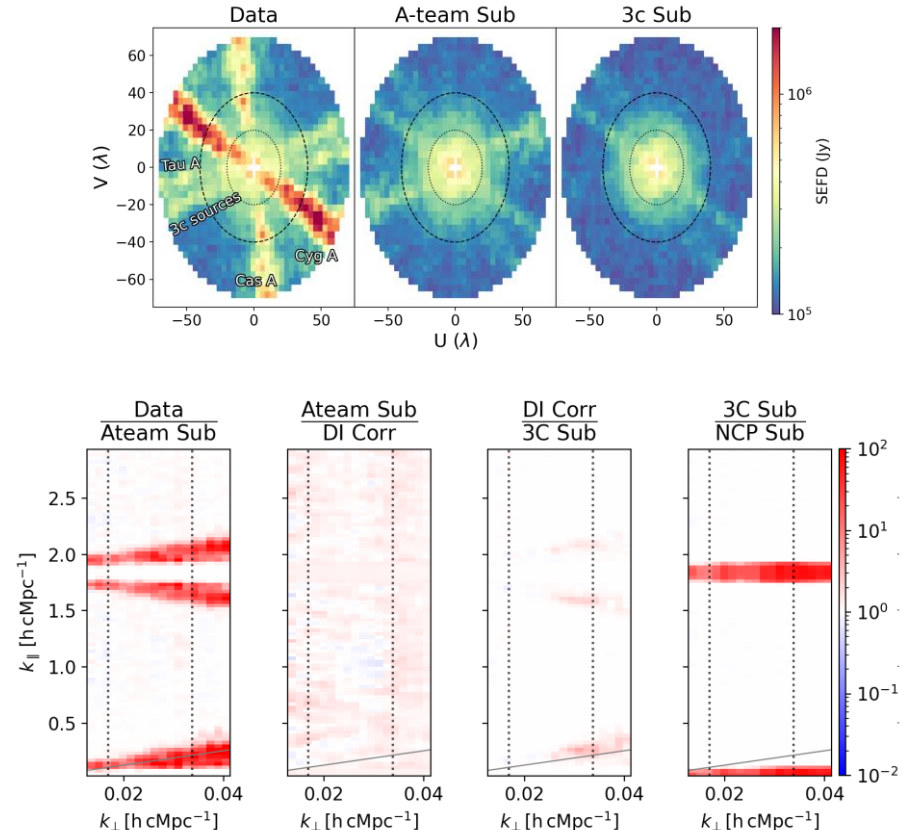 Data A-team Sub 3c Sub
V (λ)
60
40
20
0
−20
−40
−60
Tau A
3c sources
Cyg A
Cas A
−50 0 50 −50 0 50 −50 0 50
U (λ)
10⁶
10⁵
SEFD (Jy)
Data Ateam Sub DI Corr 3C Sub
Ateam Sub DI Corr 3C Sub NCP Sub
k∥ [h cMpc⁻¹]
2.5
2.0
1.5
1.0
0.5
0.02 0.04 0.02 0.04 0.02 0.04 0.02 0.04
k⊥ [h cMpc⁻¹] k⊥ [h cMpc⁻¹] k⊥ [h cMpc⁻¹] k⊥ [h cMpc⁻¹]
10²
10¹
10⁰
10⁻¹
10⁻²